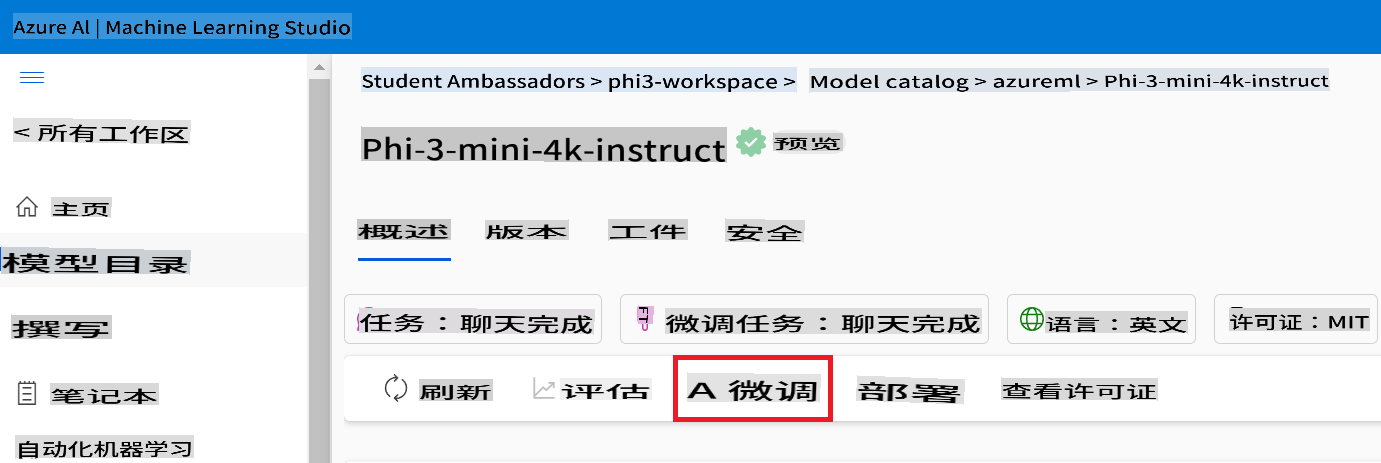 Azure Al | Machine Learning Studio
Student Ambassadors > phi3-workspace > Model catalog > azureml > Phi-3-mini-4k-instruct
< 所有工作区
Phi-3-mini-4k-instruct 预览
主页
概述 版本 工件 安全
模型目录
撰写
任务：聊天完成 FT 微调任务：聊天完成 语言：英文 许可证：MIT
笔记本
刷新 评估 A 微调 部署 查看许可证
自动化机器学习